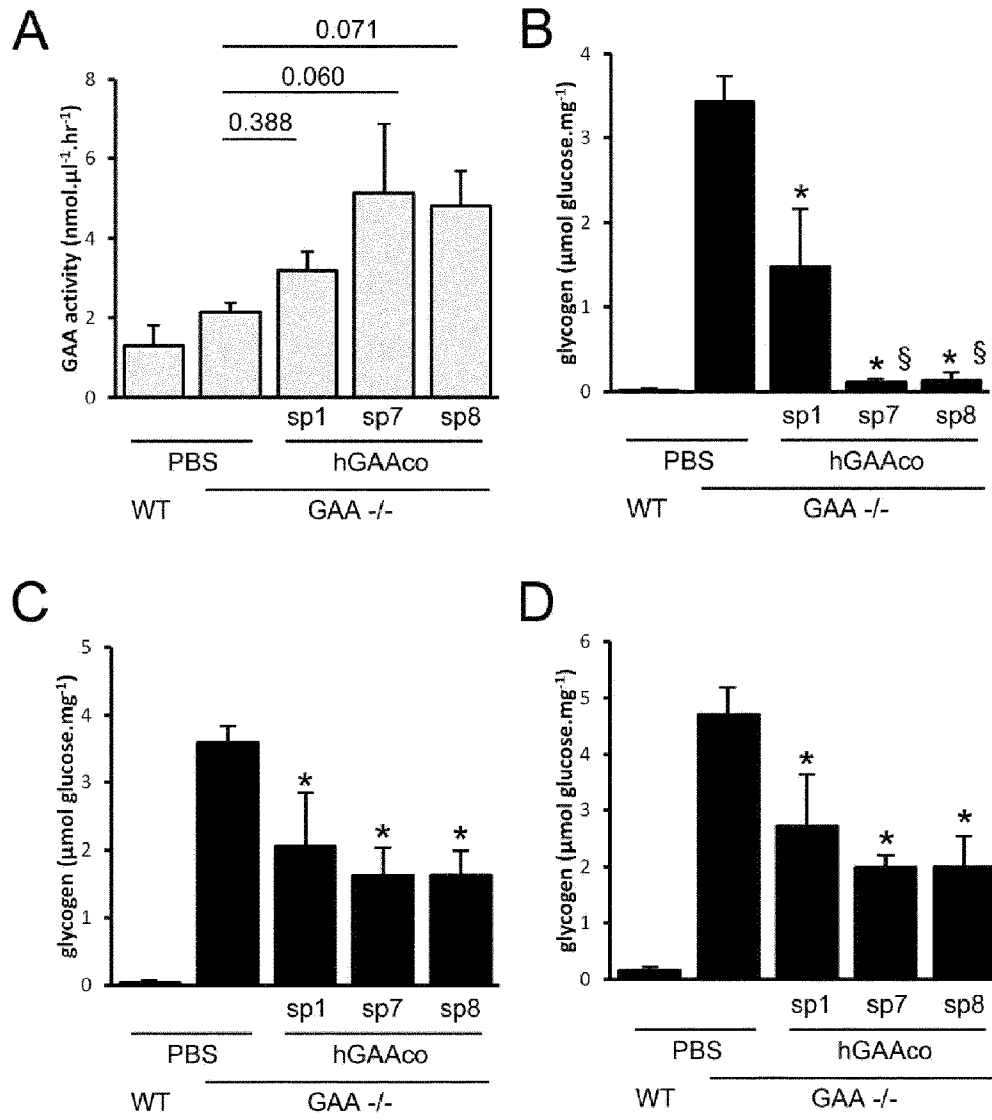 A
0.071
0.060
0.388
GAA activity (nmol.µl⁻¹.hr⁻¹)
8
6
4
2
0
sp1 sp7 sp8
PBS hGAAco
WT GAA -/-
B
glycogen (µmol glucose.mg⁻¹)
4
3
2
1
0
*
* §
* §
sp1 sp7 sp8
PBS hGAAco
WT GAA -/-
C
glycogen (µmol glucose.mg⁻¹)
5
4
3
2
1
0
* * *
sp1 sp7 sp8
PBS hGAAco
WT GAA -/-
D
glycogen (µmol glucose.mg⁻¹)
6
5
4
3
2
1
0
* * *
sp1 sp7 sp8
PBS hGAAco
WT GAA -/-